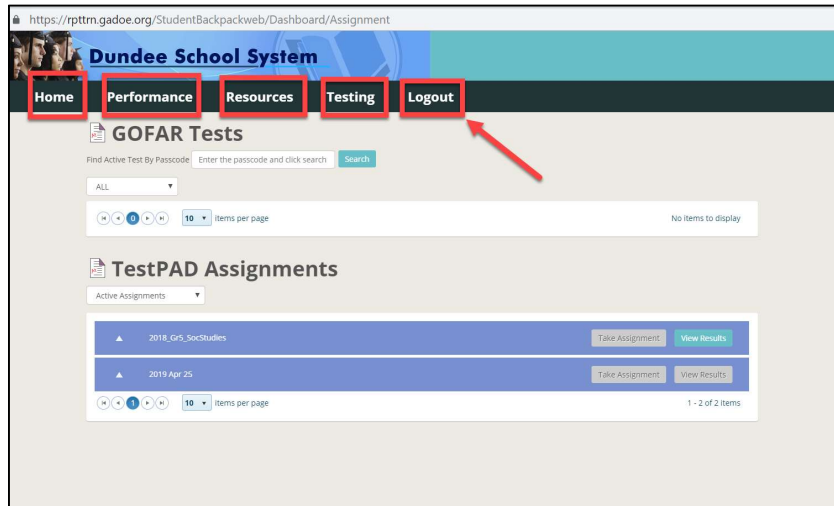 https://rpttrn.gadoe.org/StudentBackpackweb/Dashboard/Assignment
Dundee School System
Home Performance Resources Testing Logout
GOFAR Tests
Find Active Test By Passcode Enter the passcode and click search Search
ALL
0 10 items per page No items to display
TestPAD Assignments
Active Assignments
2018_Gr5_SocStudies Take Assignment View Results
2019 Apr 25 Take Assignment View Results
1 10 items per page 1 - 2 of 2 items